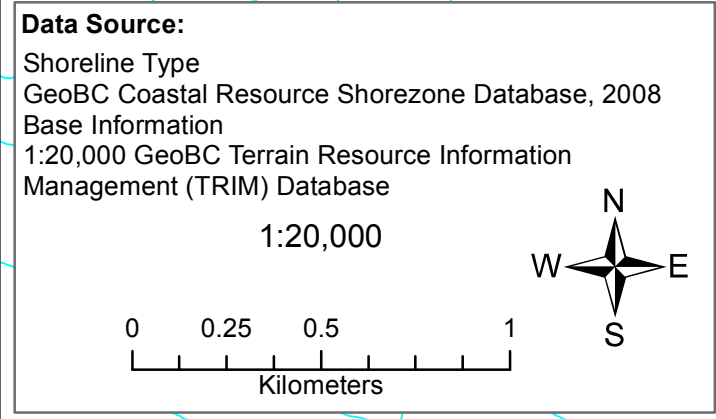 Data Source:
Shoreline Type
GeoBC Coastal Resource Shorezone Database, 2008
Base Information
1:20,000 GeoBC Terrain Resource Information
Management (TRIM) Database
1:20,000
N
W E
S
0 0.25 0.5 1
Kilometers